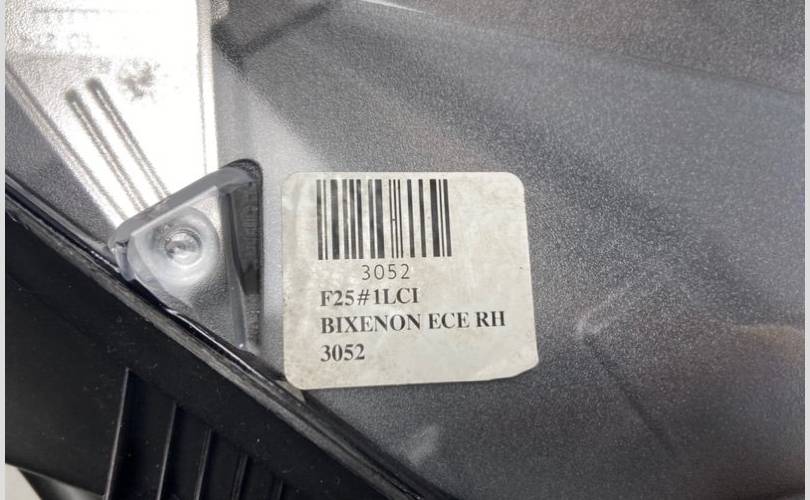 3052
F25#1LCI
BIXENON ECE RH
3052